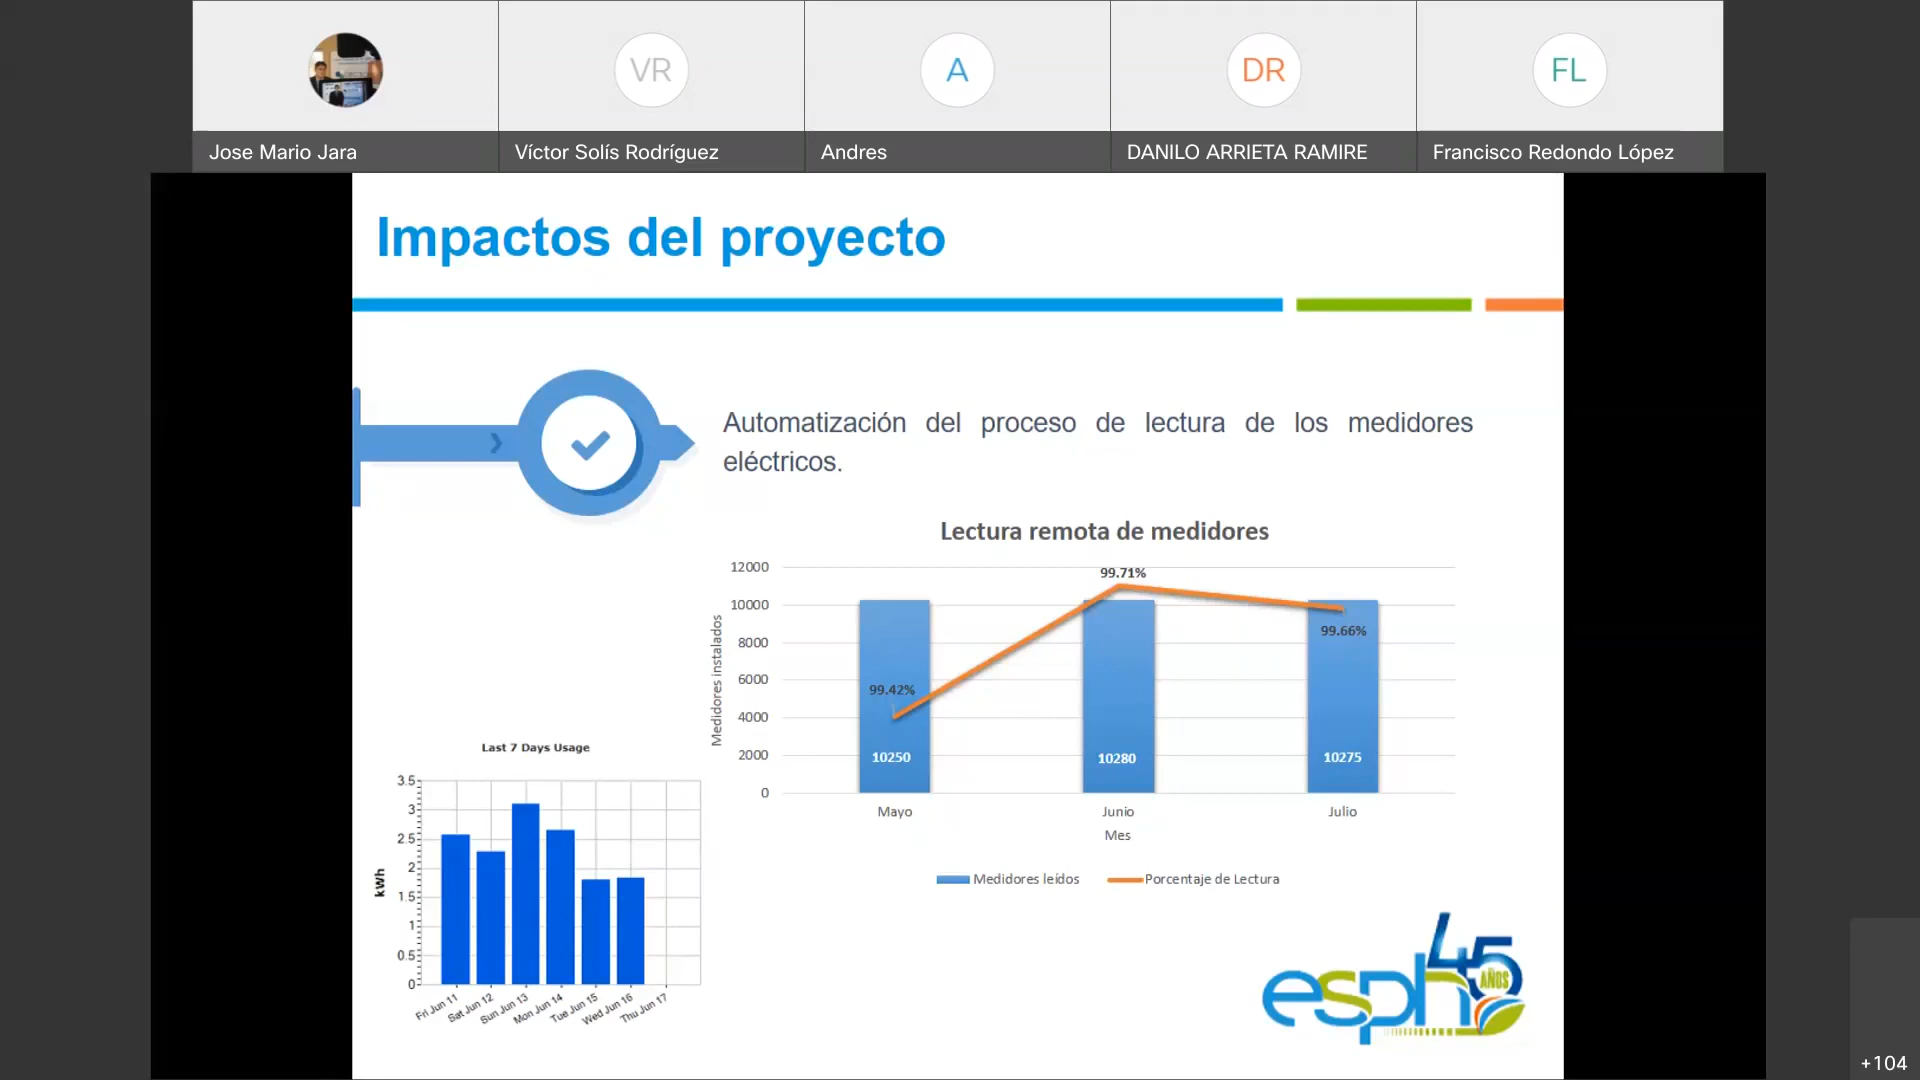 VR
A
DR
FL
Jose Mario Jara
Víctor Solís Rodríguez
Andres
DANILO ARRIETA RAMIRE
Francisco Redondo López
Impactos del proyecto
Automatización del proceso de lectura de los medidores
eléctricos.
Lectura remota de medidores
12000
10000
8000
6000
4000
2000
0
Medidores instalados
99.42%
99.71%
99.66%
10250
10280
10275
Mayo
Junio
Julio
Mes
Medidores leídos
Porcentaje de Lectura
Last 7 Days Usage
3.5
3
2.5
2
1.5
1
0.5
0
kWh
Fri Jun 11
Sat Jun 12
Sun Jun 13
Mon Jun 14
Tue Jun 15
Wed Jun 16
Thu Jun 17
esph
45
AÑOS
+104